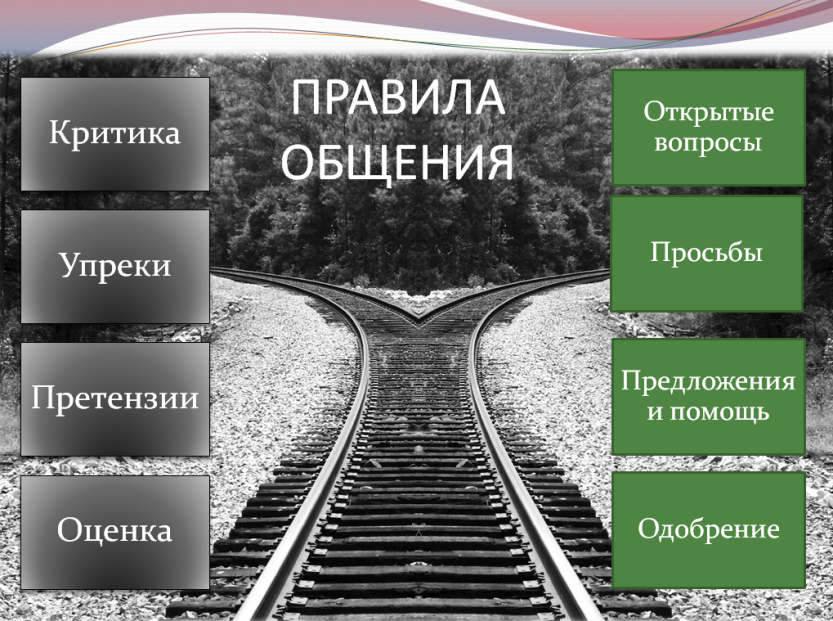 ПРАВИЛА
ОБЩЕНИЯ
Критика
Упреки
Претензии
Оценка
Открытые
вопросы
Просьбы
Предложения
и помощь
Одобрение